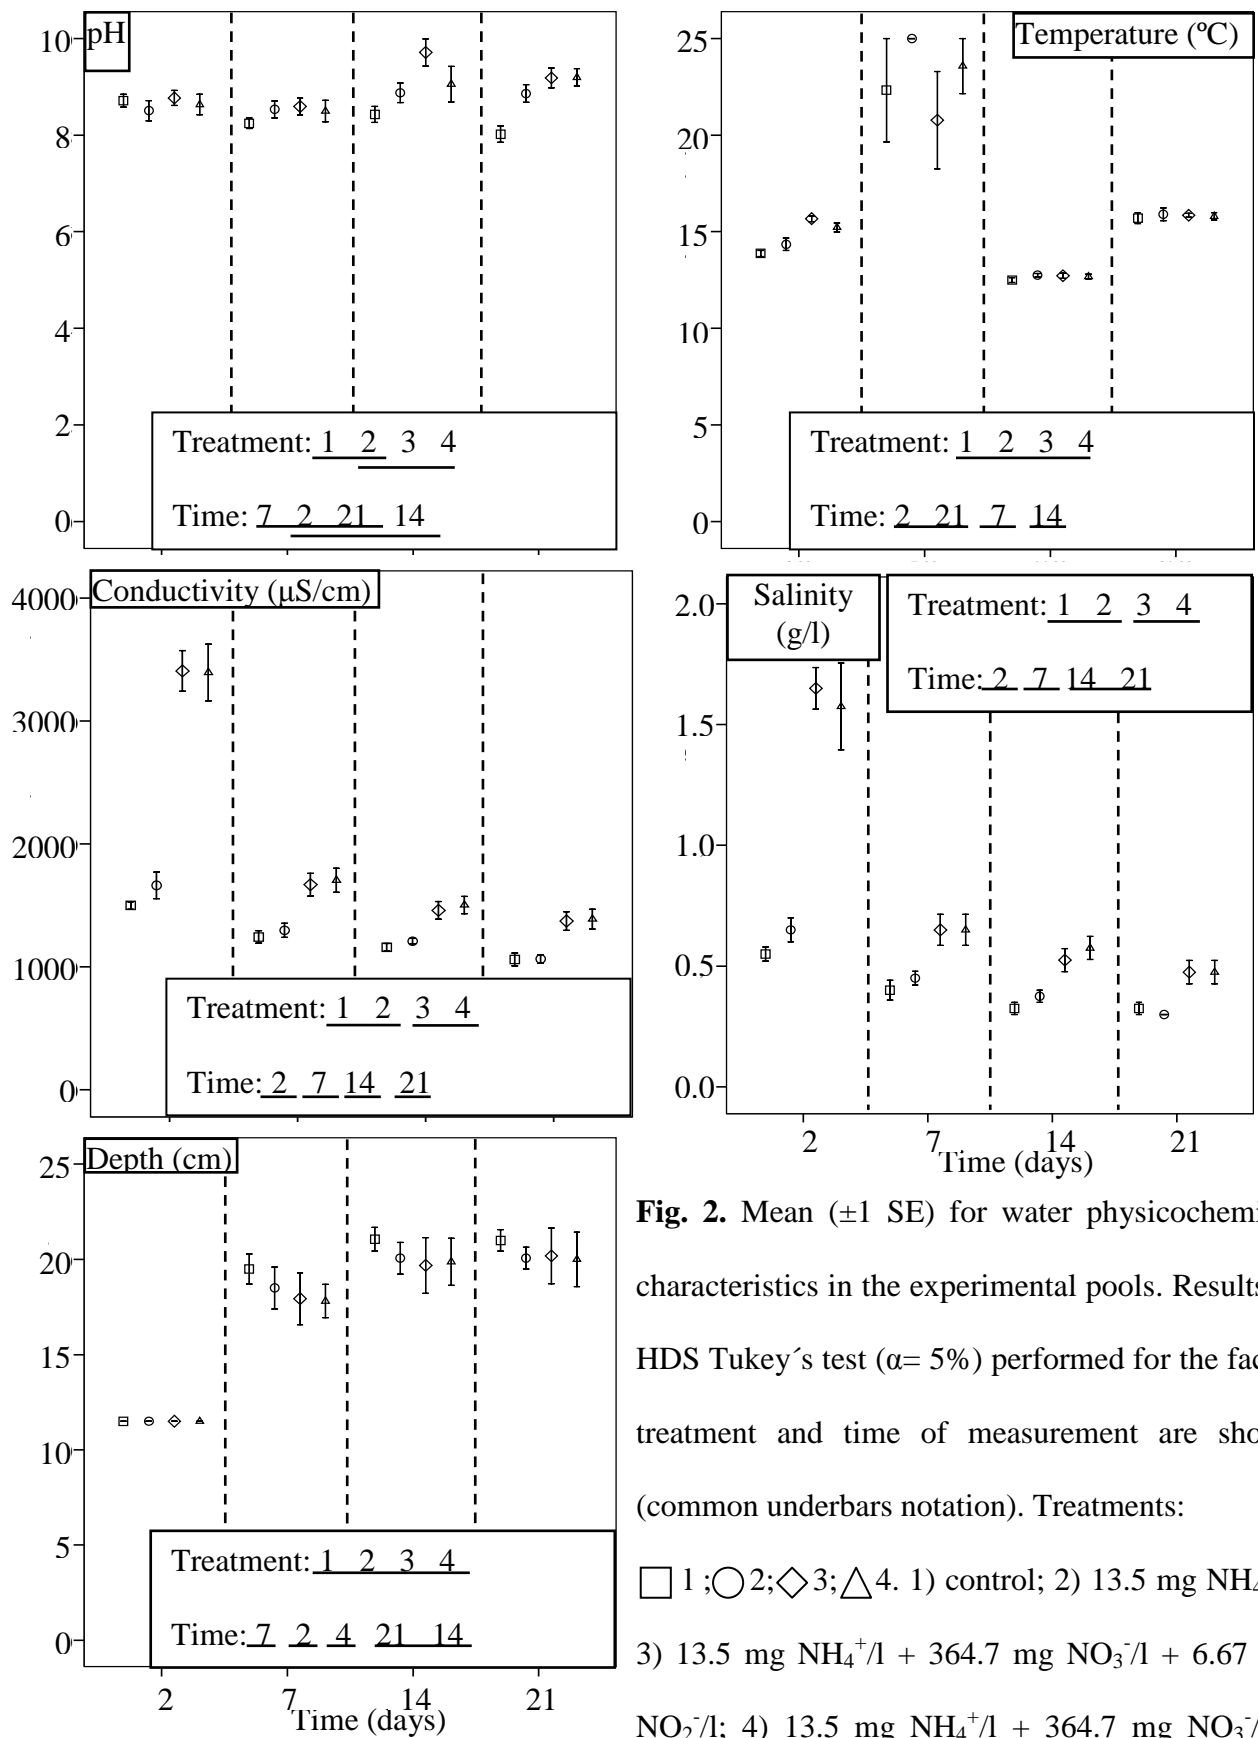 pH
10
8
6
4
2
0
Treatment: 1 2 3 4
Time: 7 2 21 14
Temperature (ºC)
25
20
15
10
5
0
Treatment: 1 2 3 4
Time: 2 21 7 14
Conductivity (µS/cm)
4000
3000
2000
1000
0
Treatment: 1 2 3 4
Time: 2 7 14 21
Salinity
(g/l)
2.0
1.5
1.0
0.5
0.0
Treatment: 1 2 3 4
Time: 2 7 14 21
2 7 14 21
Time (days)
Depth (cm)
25
20
15
10
5
0
Treatment: 1 2 3 4
Time: 7 2 4 21 14
2 7 14 21
Time (days)
Fig. 2. Mean (±1 SE) for water physicochemi
characteristics in the experimental pools. Results
HDS Tukey´s test (α= 5%) performed for the fac
treatment and time of measurement are sho
(common underbars notation). Treatments:
□ 1 ;○ 2;◇ 3;△ 4. 1) control; 2) 13.5 mg NH₄
3) 13.5 mg NH₄⁺/l + 364.7 mg NO₃⁻/l + 6.67
NO₂⁻/l; 4) 13.5 mg NH₄⁺/l + 364.7 mg NO₃⁻/